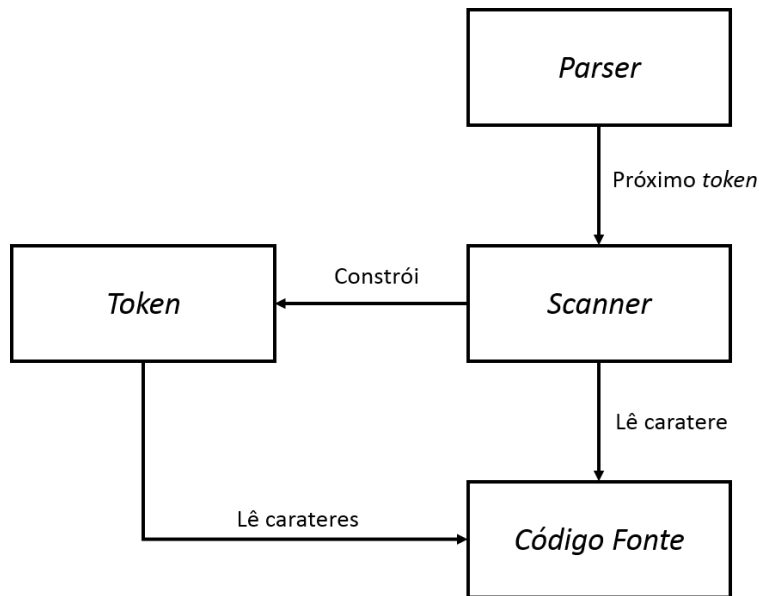 Parser
Próximo token
Token
Constrói
Scanner
Lê caratere
Lê carateres
Código Fonte